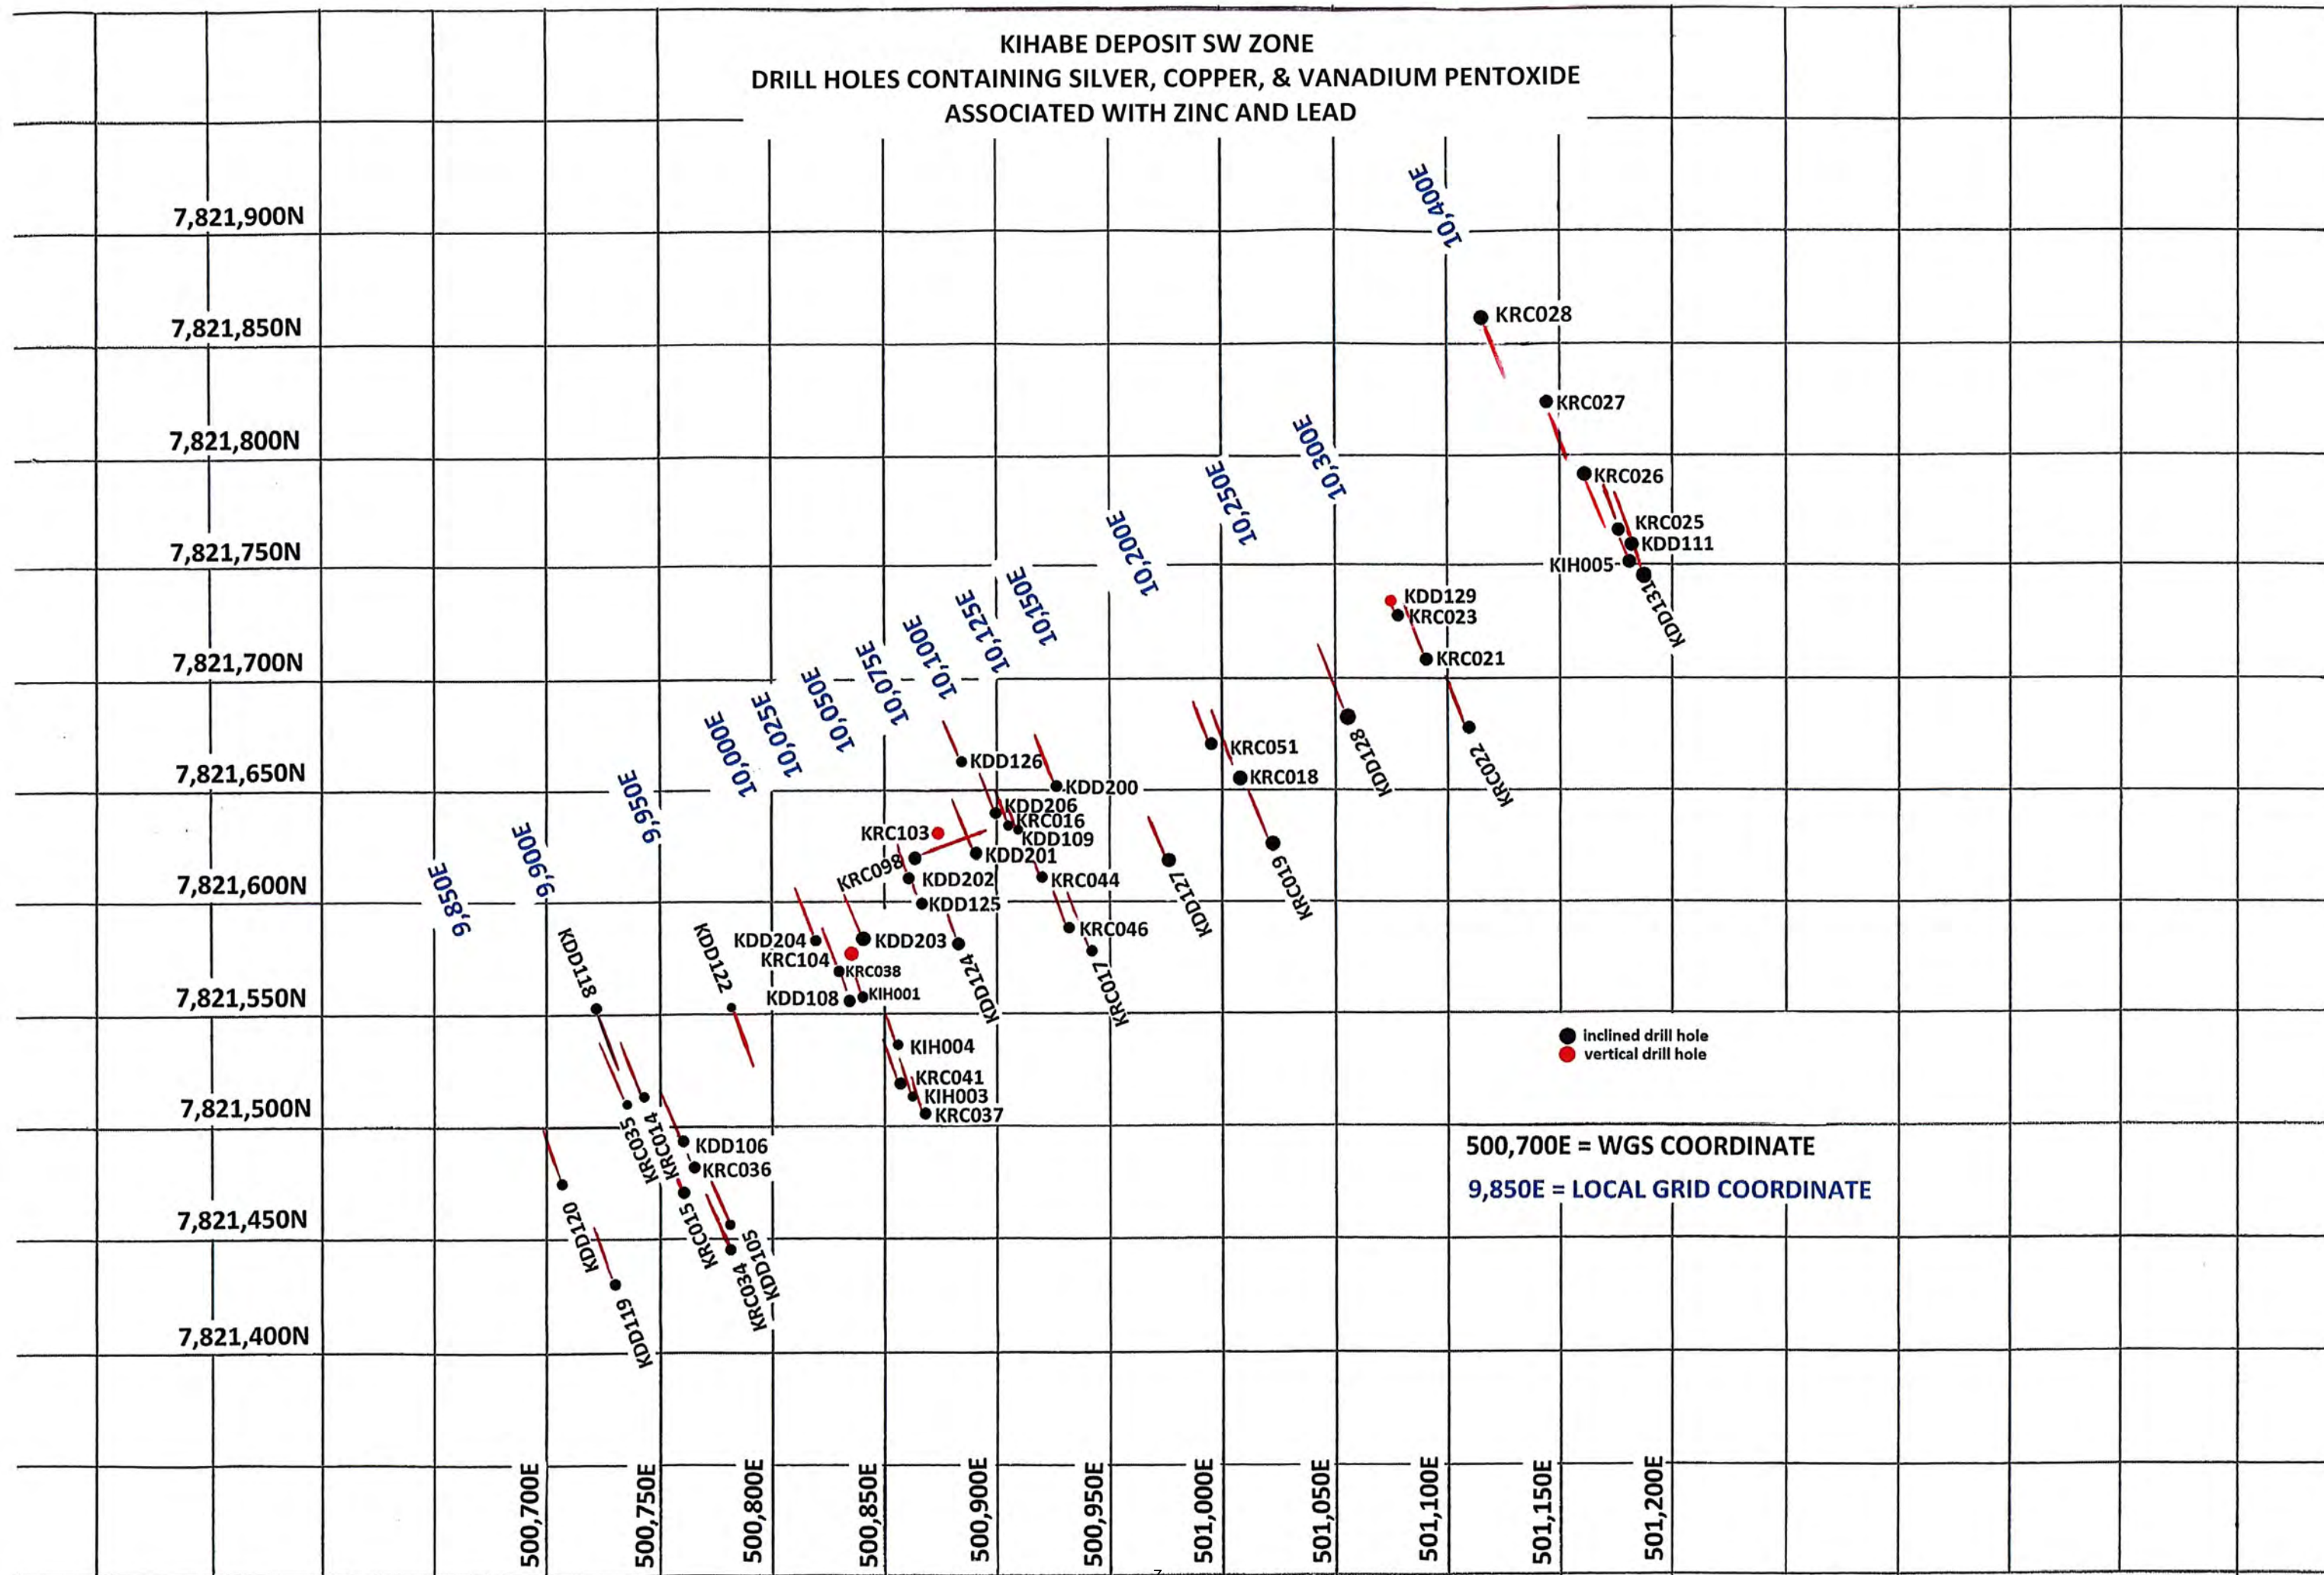 KIHABE DEPOSIT SW ZONE
DRILL HOLES CONTAINING SILVER, COPPER, & VANADIUM PENTOXIDE
ASSOCIATED WITH ZINC AND LEAD
10,400E
7,821,900N
KRC028
7,821,850N
KRC027
7,821,800N
10,300E
KRC026
10,250E
KRC025
KDD111
7,821,750N
10,200E
KIH005
KDD131
10,150E
KDD129
KRC023
10,125E
10,100E
7,821,700N
KRC021
10,075E
10,050E
10,025E
10,000E
KRC051
KDD128
KRC022
KDD126
7,821,650N
KRC018
KDD200
9,950E
KDD206
KRC016
KRC103
KDD109
9,900E
KDD201
KRC098
KDD202
KRC044
7,821,600N
KDD127
KRC019
9,850E
KDD125
KRC046
KDD204
KDD203
KRC104
KRC038
KDD118
KDD122
KDD124
KRC017
KDD108
KIH001
7,821,550N
inclined drill hole
vertical drill hole
KIH004
KRC041
KIH003
KRC037
7,821,500N
KRC035
KRC014
KDD106
KRC036
500,700E = WGS COORDINATE
9,850E = LOCAL GRID COORDINATE
7,821,450N
KDD120
KRC015
KDD105
KRC034
KDD119
7,821,400N
500,700E
500,750E
500,800E
500,850E
500,900E
500,950E
501,000E
501,050E
501,100E
501,150E
501,200E
7